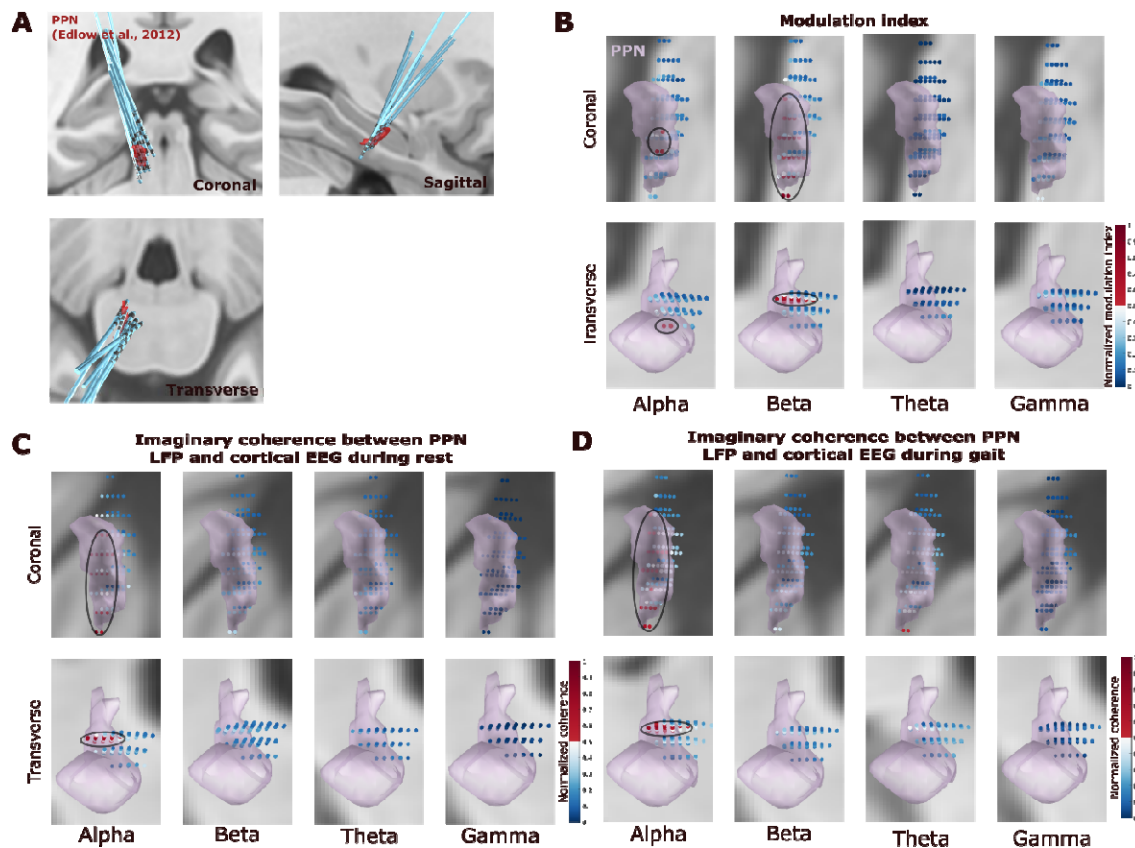 A
PPN
(Edlow et al., 2012)
Coronal
Sagittal
Transverse
B
Modulation index
PPN
Coronal
Transverse
Normalized modulation index
Alpha
Beta
Theta
Gamma
C
Imaginary coherence between PPN
LFP and cortical EEG during rest
Coronal
Transverse
Normalized coherence
Alpha
Beta
Theta
Gamma
D
Imaginary coherence between PPN
LFP and cortical EEG during gait
Normalized coherence
Alpha
Beta
Theta
Gamma